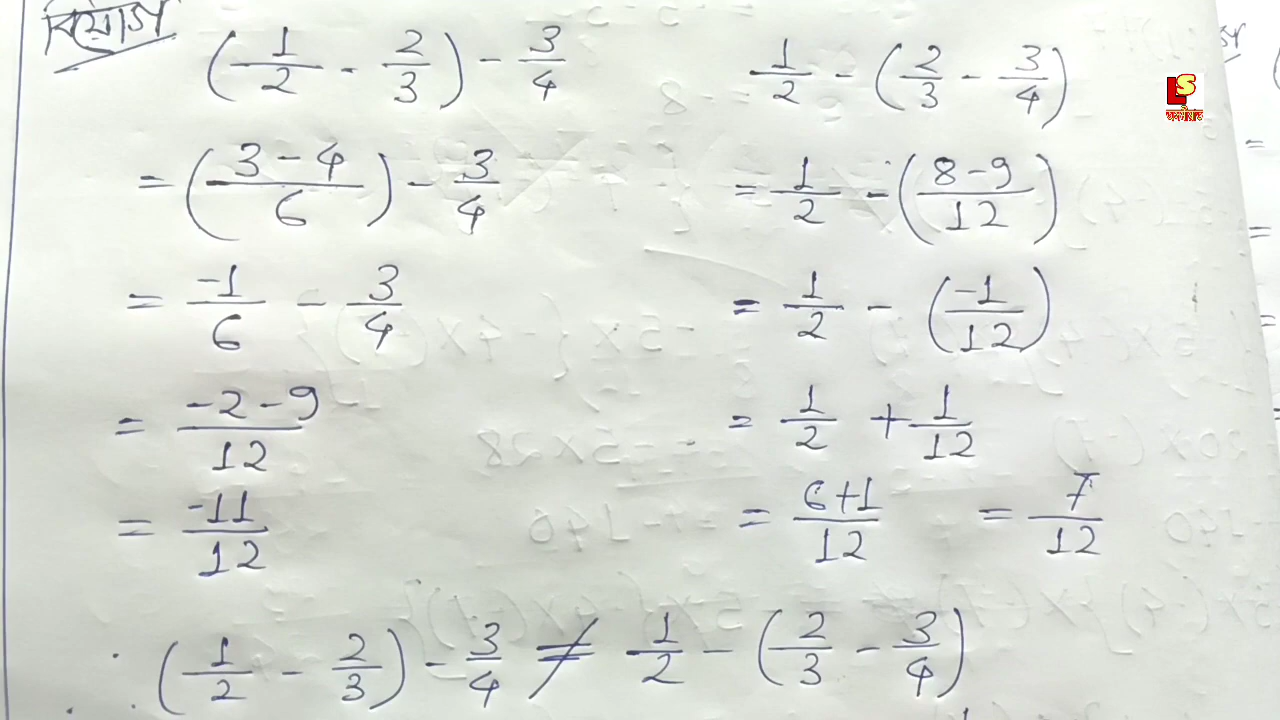 বিয়োগ
(1/2 - 2/3) - 3/4
= (3-4/6) - 3/4
= -1/6 - 3/4
= -2-9/12
= -11/12
1/2 - (2/3 - 3/4)
= 1/2 - (8-9/12)
= 1/2 - (-1/12)
= 1/2 + 1/12
= 6+1/12 = 7/12
(1/2 - 2/3) - 3/4 ≠ 1/2 - (2/3 - 3/4)
LS